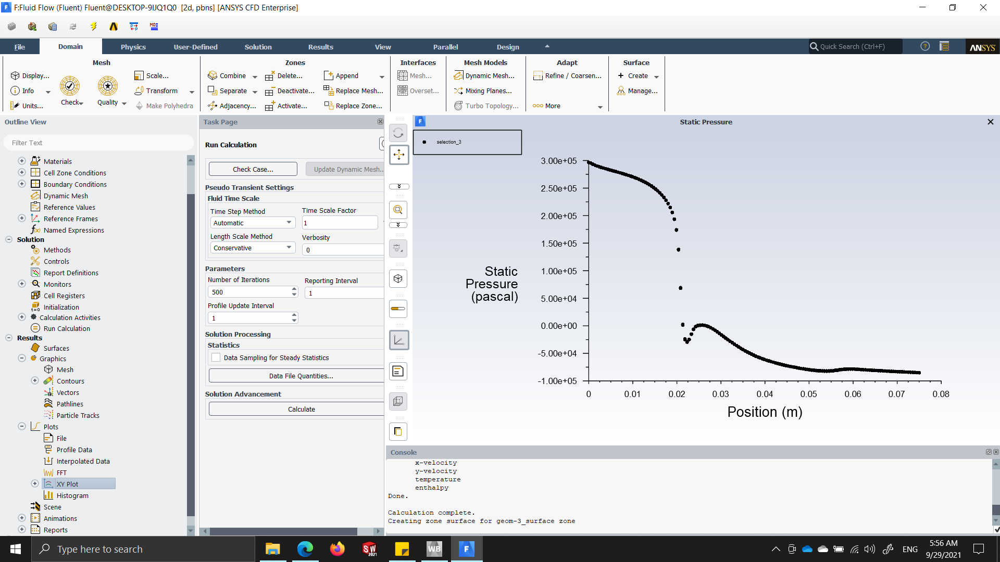 F:Fluid Flow (Fluent) Fluent@DESKTOP-9IJQ1Q0 [2d, pbns] [ANSYS CFD Enterprise]
File Domain Physics User-Defined Solution Results View Parallel Design Quick Search (Ctrl+F) ? ANSYS
Mesh Zones Interfaces Mesh Models Adapt Surface
Display... Scale... Combine Delete... Append Mesh... Dynamic Mesh... Refine / Coarsen... + Create
Info Transform Separate Deactivate... Replace Mesh... Overset... Mixing Planes... Manage...
Check Quality
Units... Make Polyhedra Adjacency... Activate... Replace Zone... Turbo Topology... More
Outline View
Filter Text
Materials
Cell Zone Conditions
Boundary Conditions
Dynamic Mesh
Reference Values
Reference Frames
Named Expressions
Solution
Methods
Controls
Report Definitions
Monitors
Cell Registers
Initialization
Calculation Activities
Run Calculation
Results
Surfaces
Graphics
Mesh
Contours
Vectors
Pathlines
Particle Tracks
Plots
File
Profile Data
Interpolated Data
FFT
XY Plot
Histogram
Scene
Animations
Reports
Task Page
Run Calculation
Check Case... Update Dynamic Mesh...
Pseudo Transient Settings
Fluid Time Scale
Time Step Method Time Scale Factor
Automatic 1
Length Scale Method Verbosity
Conservative 0
Parameters
Number of Iterations Reporting Interval
500 1
Profile Update Interval
1
Solution Processing
Statistics
Data Sampling for Steady Statistics
Data File Quantities...
Solution Advancement
Calculate
Static Pressure
selection_3
3.00e+05
2.50e+05
2.00e+05
1.50e+05
1.00e+05
5.00e+04
0.00e+00
-5.00e+04
-1.00e+05
Static
Pressure
(pascal)
0 0.01 0.02 0.03 0.04 0.05 0.06 0.07 0.08
Position (m)
Console
x-velocity
y-velocity
temperature
enthalpy
Done.
Calculation complete.
Creating zone surface for geom-3_surface zone
Type here to search
SW 2021
WB
F
ENG
5:56 AM
9/29/2021